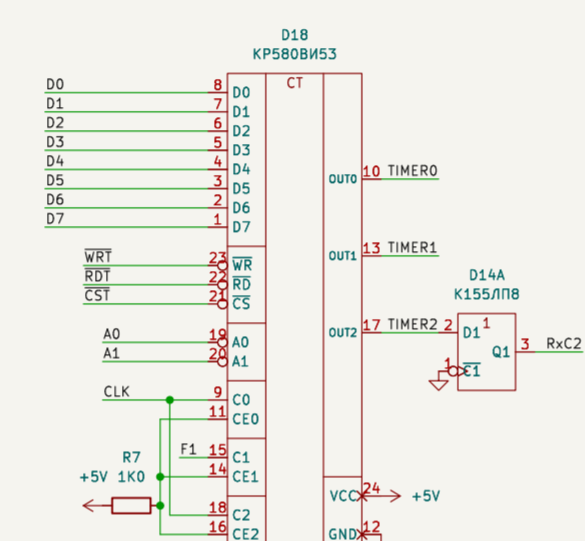 D18
КР580ВИ53
CT
D0 8 D0
D1 7 D1
D2 6 D2
D3 5 D3
D4 4 D4
D5 3 D5
D6 2 D6
D7 1 D7
OUT0 10 TIMER0
WRT 23 WR
RDT 22 RD
CST 21 CS
OUT1 13 TIMER1
D14A
К155ЛП8
A0 19 A0
A1 20 A1
OUT2 17 TIMER2 2 D1 1
Q1 3 RxC2
1 C1
CLK 9 C0
11 CE0
F1 15 C1
14 CE1
R7
+5V 1K0
18 C2
16 CE2
VCC 24 +5V
GND 12